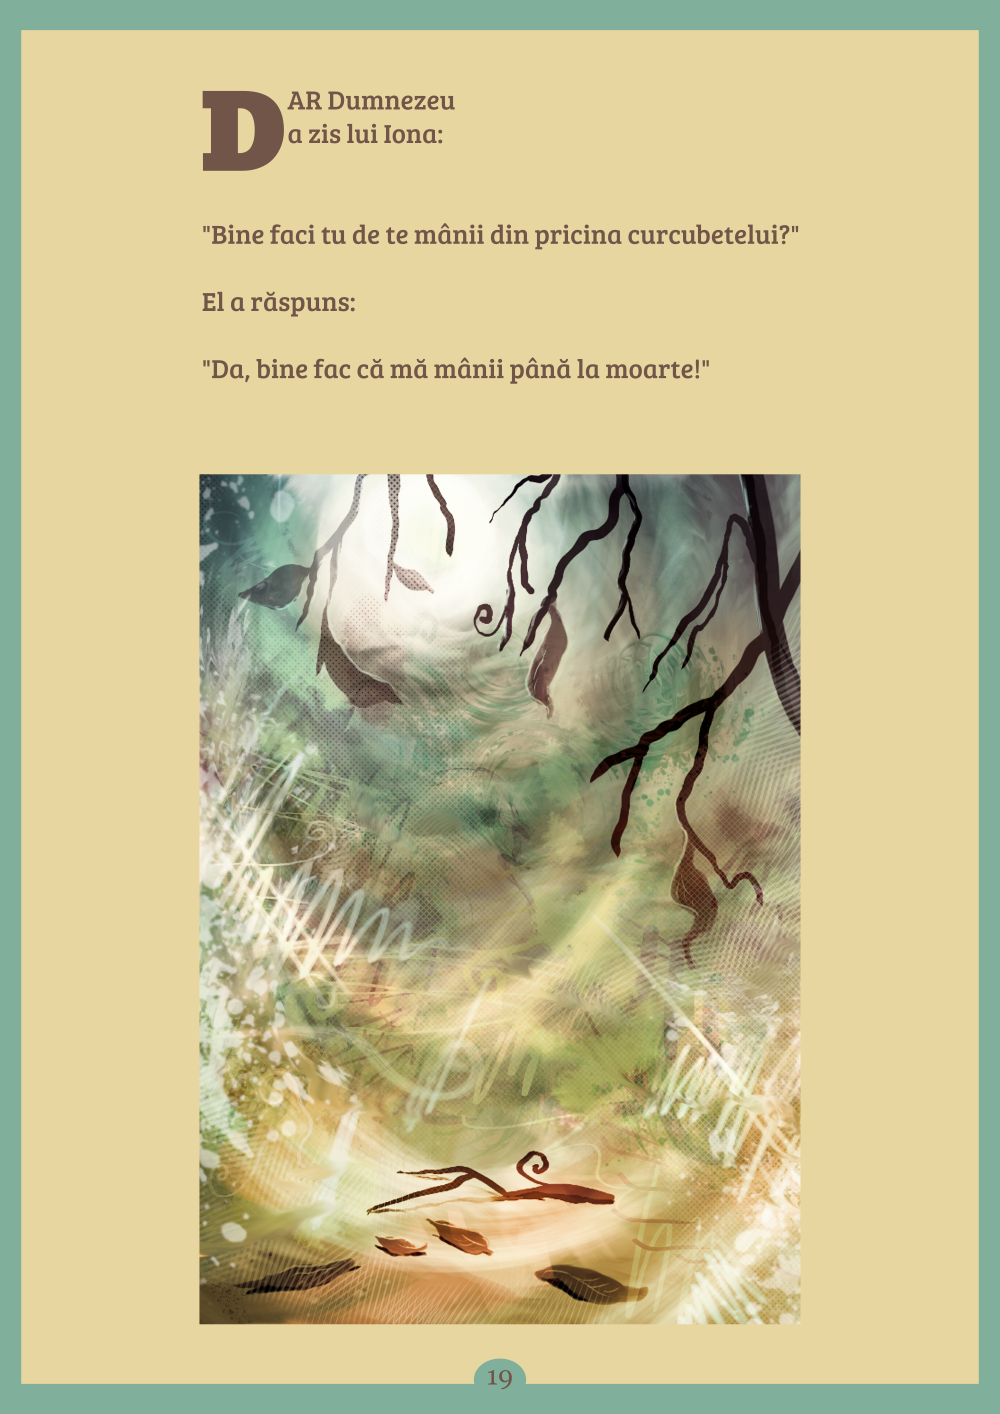 DAR Dumnezeu
a zis lui Iona:
"Bine faci tu de te mânii din pricina curcubetelui?"
El a răspuns:
"Da, bine fac că mă mânii până la moarte!"
19